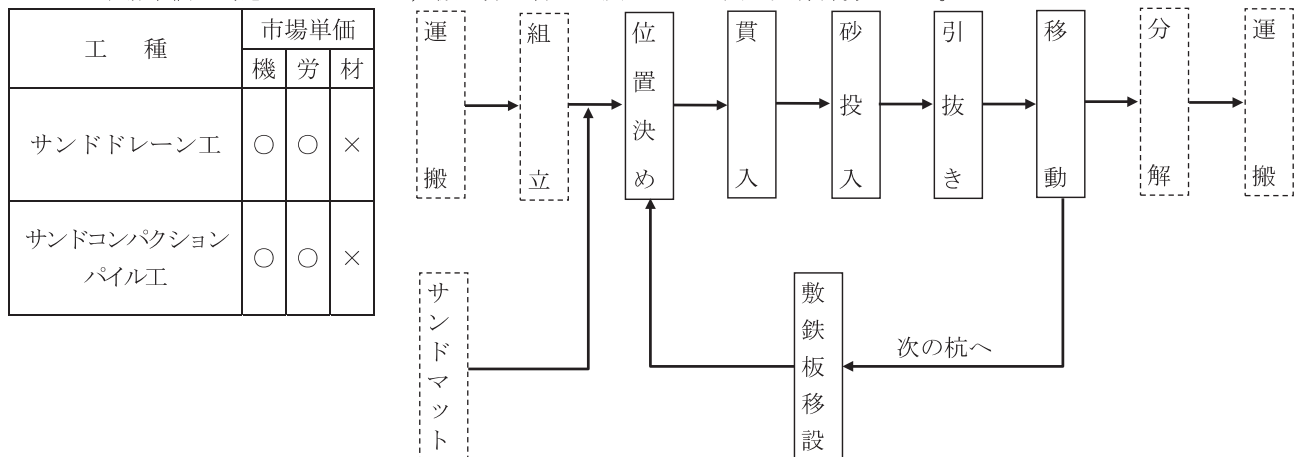 工種
市場単価
機 労 材
サンドドレーン工 ○ ○ ×
サンドコンパクション
パイル工
○ ○ ×
運搬
組立
位置決め
貫入
砂投入
引抜き
移動
分解
運搬
サンドマット
敷鉄板移設
次の杭へ